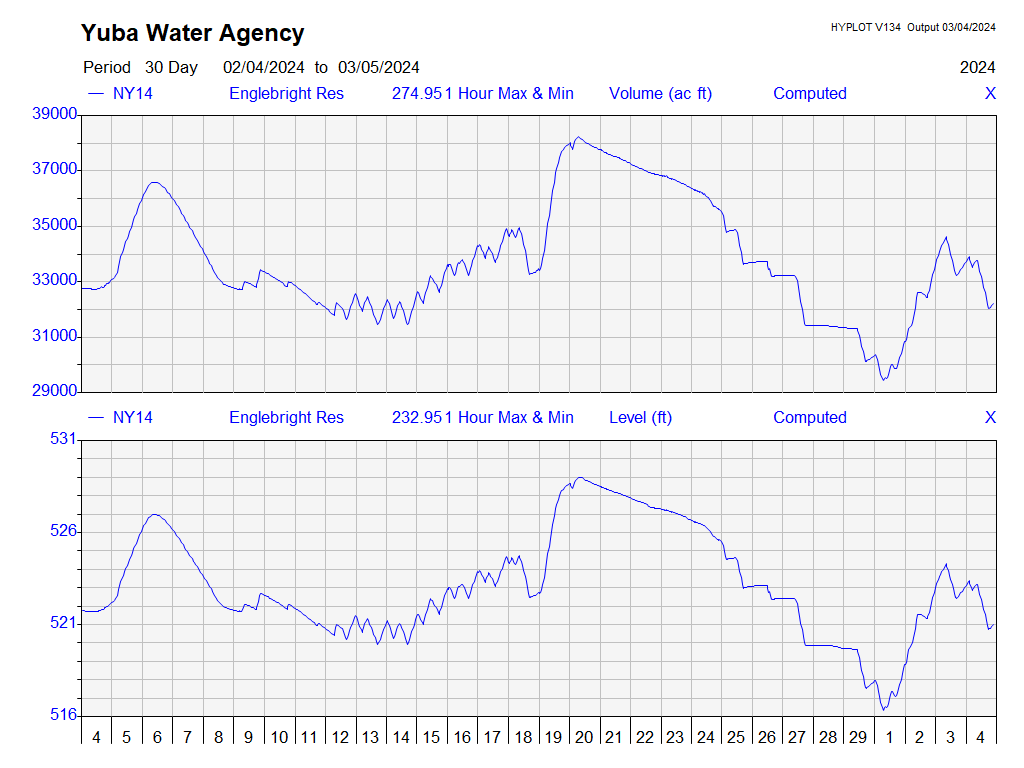 Yuba Water Agency
HYPLOT V134 Output 03/04/2024
Period 30 Day 02/04/2024 to 03/05/2024 2024
NY14 Englebright Res 274.951 Hour Max & Min Volume (ac ft) Computed X
39000
37000
35000
33000
31000
29000
NY14 Englebright Res 232.951 Hour Max & Min Level (ft) Computed X
531
526
521
516
4 5 6 7 8 9 10 11 12 13 14 15 16 17 18 19 20 21 22 23 24 25 26 27 28 29 1 2 3 4